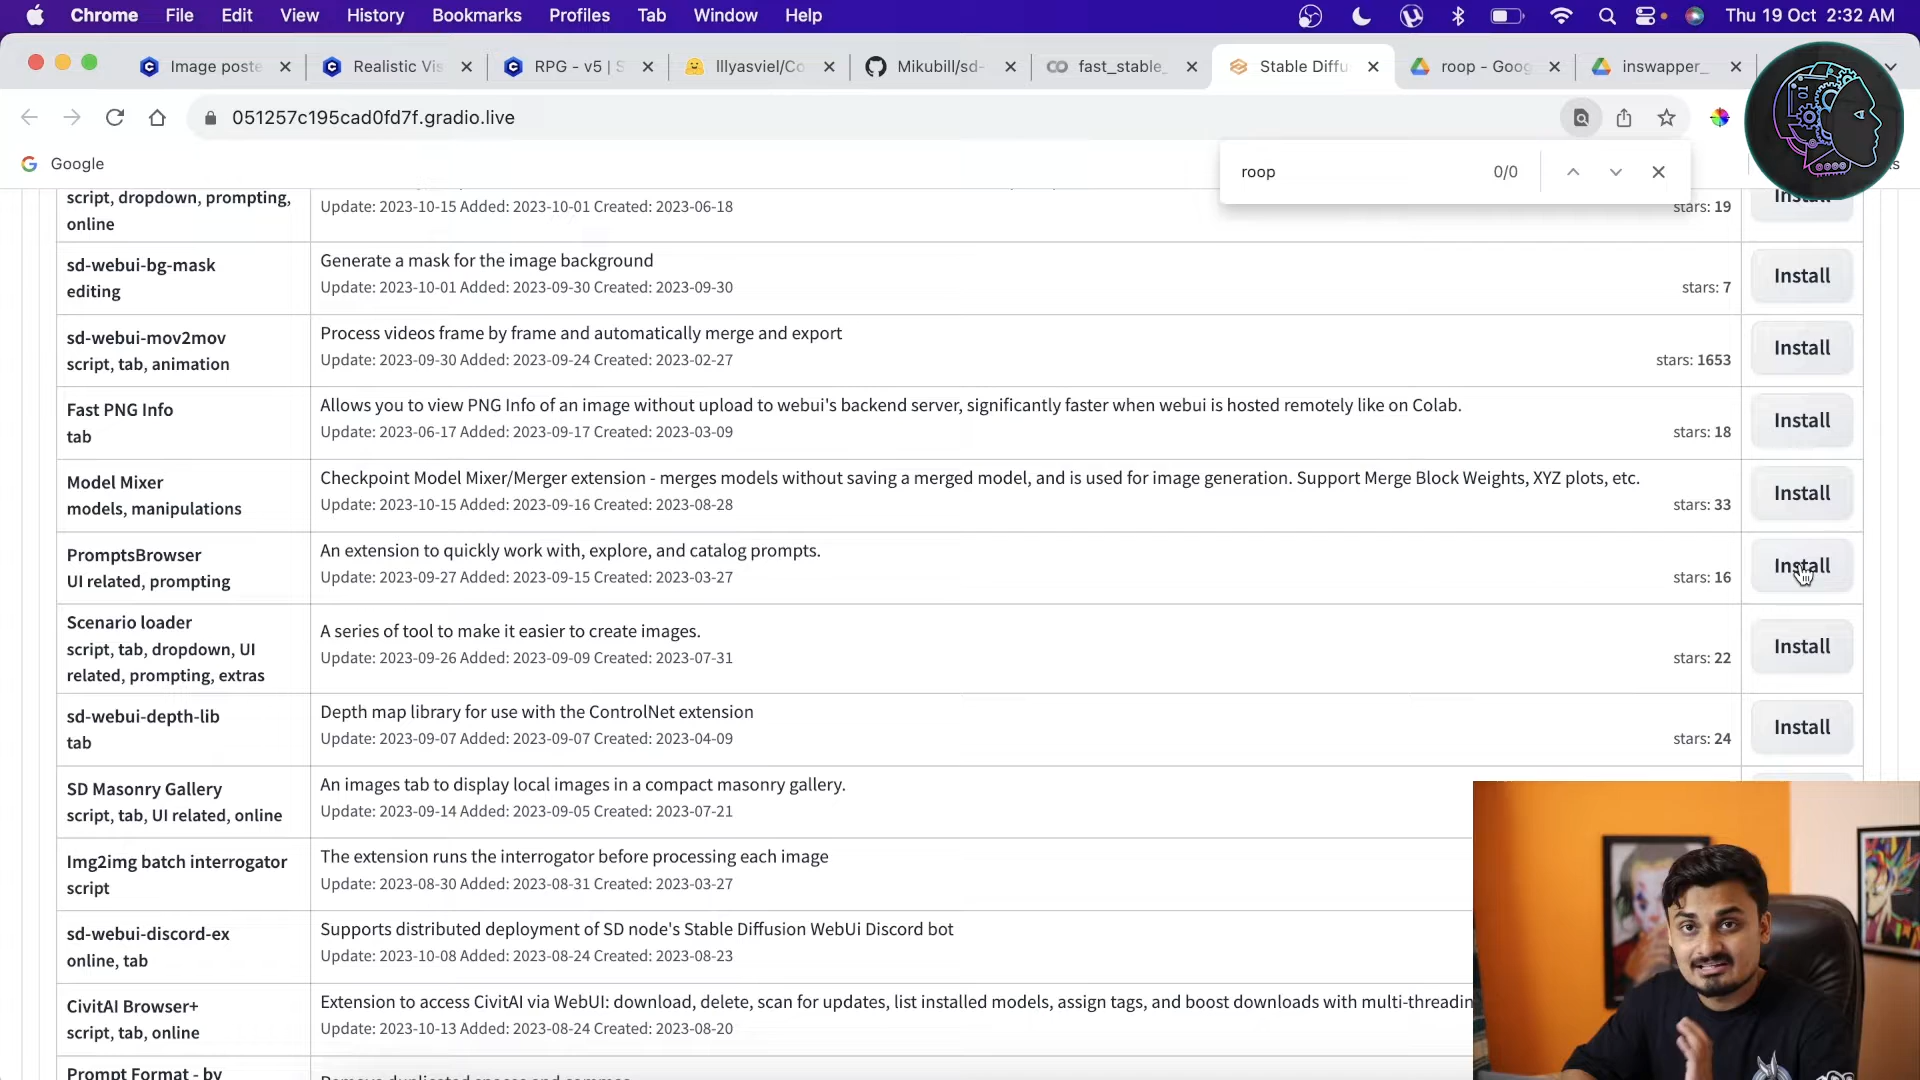 Chrome File Edit View History Bookmarks Profiles Tab Window Help Thu 19 Oct 2:32 AM
Image poste Realistic Vis RPG - v5 | S Illyasviel/Co Mikubill/sd- fast_stable_ Stable Diffu roop - Goog inswapper_
051257c195cad0fd7f.gradio.live
Google
roop 0/0
script, dropdown, prompting,
online
Update: 2023-10-15 Added: 2023-10-01 Created: 2023-06-18
stars: 19
Install
sd-webui-bg-mask
editing
Generate a mask for the image background
Update: 2023-10-01 Added: 2023-09-30 Created: 2023-09-30
stars: 7
Install
sd-webui-mov2mov
script, tab, animation
Process videos frame by frame and automatically merge and export
Update: 2023-09-30 Added: 2023-09-24 Created: 2023-02-27
stars: 1653
Install
Fast PNG Info
tab
Allows you to view PNG Info of an image without upload to webui's backend server, significantly faster when webui is hosted remotely like on Colab.
Update: 2023-06-17 Added: 2023-09-17 Created: 2023-03-09
stars: 18
Install
Model Mixer
models, manipulations
Checkpoint Model Mixer/Merger extension - merges models without saving a merged model, and is used for image generation. Support Merge Block Weights, XYZ plots, etc.
Update: 2023-10-15 Added: 2023-09-16 Created: 2023-08-28
stars: 33
Install
PromptsBrowser
UI related, prompting
An extension to quickly work with, explore, and catalog prompts.
Update: 2023-09-27 Added: 2023-09-15 Created: 2023-03-27
stars: 16
Install
Scenario loader
script, tab, dropdown, UI
related, prompting, extras
A series of tool to make it easier to create images.
Update: 2023-09-26 Added: 2023-09-09 Created: 2023-07-31
stars: 22
Install
sd-webui-depth-lib
tab
Depth map library for use with the ControlNet extension
Update: 2023-09-07 Added: 2023-09-07 Created: 2023-04-09
stars: 24
Install
SD Masonry Gallery
script, tab, UI related, online
An images tab to display local images in a compact masonry gallery.
Update: 2023-09-14 Added: 2023-09-05 Created: 2023-07-21
Img2img batch interrogator
script
The extension runs the interrogator before processing each image
Update: 2023-08-30 Added: 2023-08-31 Created: 2023-03-27
sd-webui-discord-ex
online, tab
Supports distributed deployment of SD node's Stable Diffusion WebUi Discord bot
Update: 2023-10-08 Added: 2023-08-24 Created: 2023-08-23
CivitAI Browser+
script, tab, online
Extension to access CivitAI via WebUI: download, delete, scan for updates, list installed models, assign tags, and boost downloads with multi-threadin
Update: 2023-10-13 Added: 2023-08-24 Created: 2023-08-20
Prompt Format - by